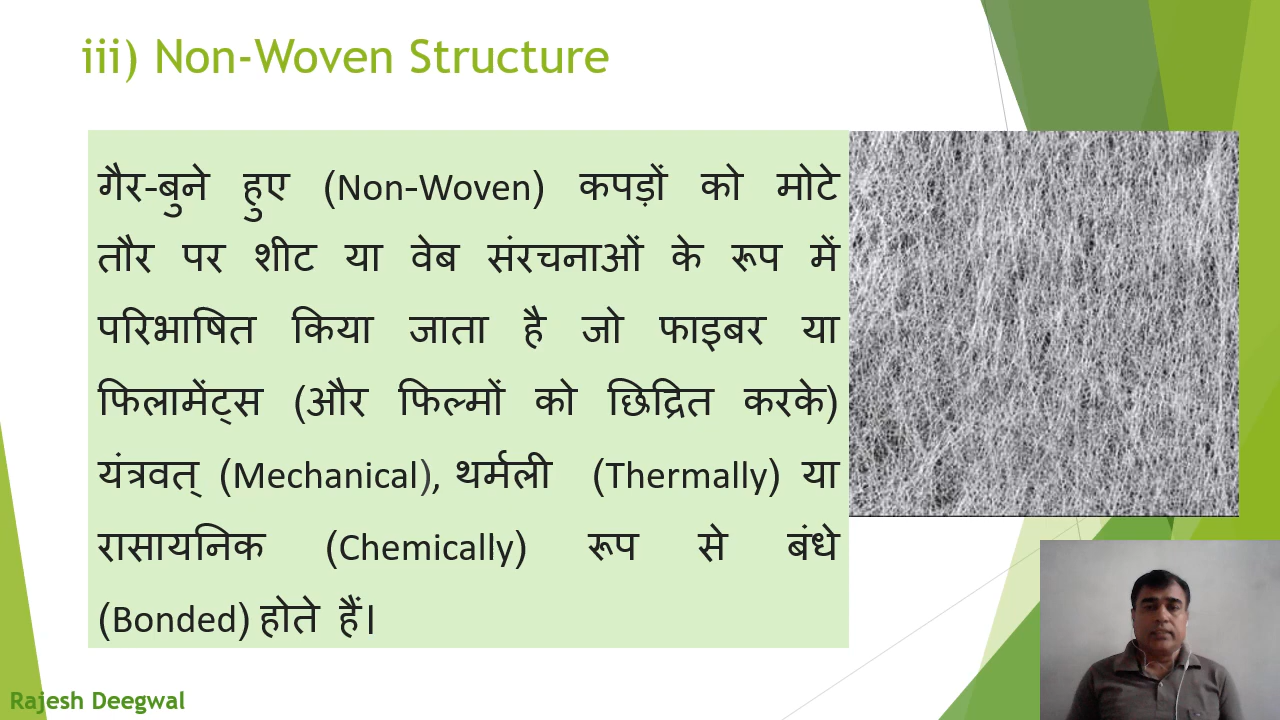 iii) Non-Woven Structure
गैर-बुने हुए (Non-Woven) कपड़ों को मोटे
तौर पर शीट या वेब संरचनाओं के रूप में
परिभाषित किया जाता है जो फाइबर या
फिलामेंट्स (और फिल्मों को छिद्रित करके)
यंत्रवत् (Mechanical), थर्मली (Thermally) या
रासायनिक (Chemically) रूप से बंधे
(Bonded) होते हैं।
Rajesh Deegwal